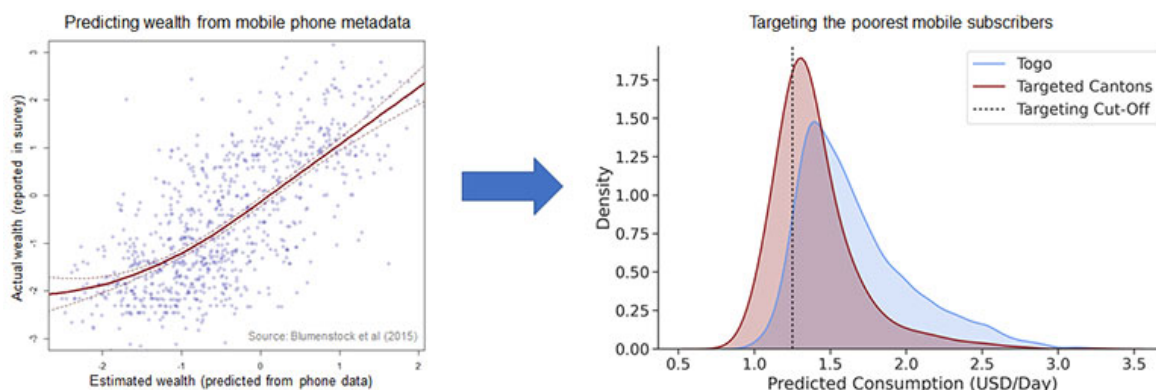 Predicting wealth from mobile phone metadata
Actual wealth (reported in survey)
3
2
1
0
-1
-2
-3
Source: Blumenstock et al (2015)
-2 -1 0 1 2
Estimated wealth (predicted from phone data)
Targeting the poorest mobile subscribers
Togo
Targeted Cantons
Targeting Cut-Off
Density
1.75
1.50
1.25
1.00
0.75
0.50
0.25
0.00
0.5 1.0 1.5 2.0 2.5 3.0 3.5
Predicted Consumption (USD/Day)